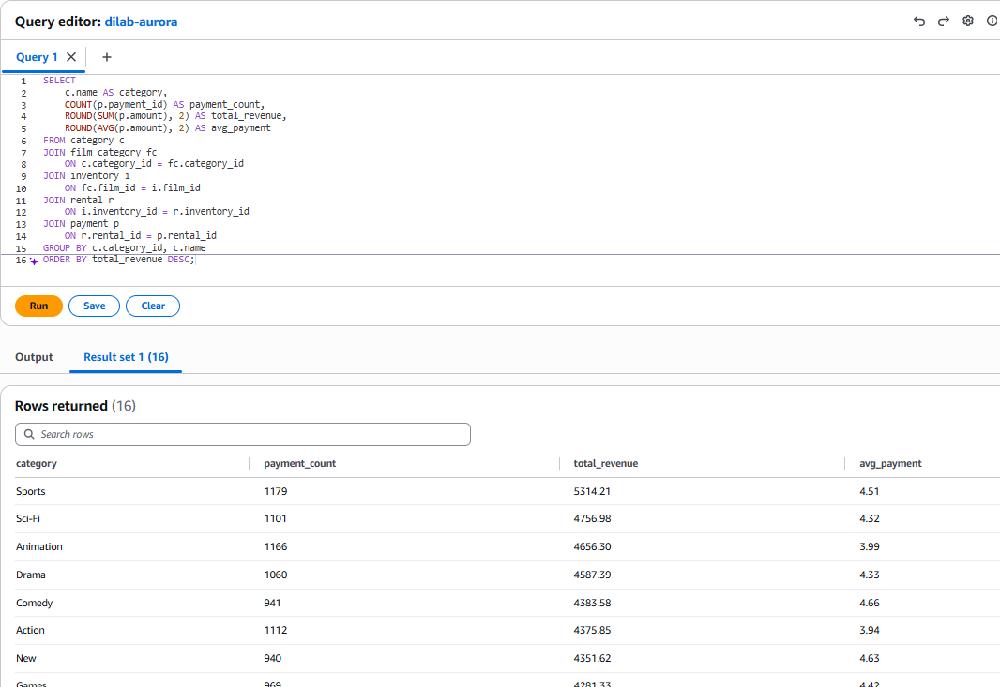 Query editor: dilab-aurora
Query 1
1 SELECT
2 c.name AS category,
3 COUNT(p.payment_id) AS payment_count,
4 ROUND(SUM(p.amount), 2) AS total_revenue,
5 ROUND(AVG(p.amount), 2) AS avg_payment
6 FROM category c
7 JOIN film_category fc
8 ON c.category_id = fc.category_id
9 JOIN inventory i
10 ON fc.film_id = i.film_id
11 JOIN rental r
12 ON i.inventory_id = r.inventory_id
13 JOIN payment p
14 ON r.rental_id = p.rental_id
15 GROUP BY c.category_id, c.name
16 ORDER BY total_revenue DESC;
Run Save Clear
Output Result set 1 (16)
Rows returned (16)
Search rows
category payment_count total_revenue avg_payment
Sports 1179 5314.21 4.51
Sci-Fi 1101 4756.98 4.32
Animation 1166 4656.30 3.99
Drama 1060 4587.39 4.33
Comedy 941 4383.58 4.66
Action 1112 4375.85 3.94
New 940 4351.62 4.63
Games 969 4281.33 4.42